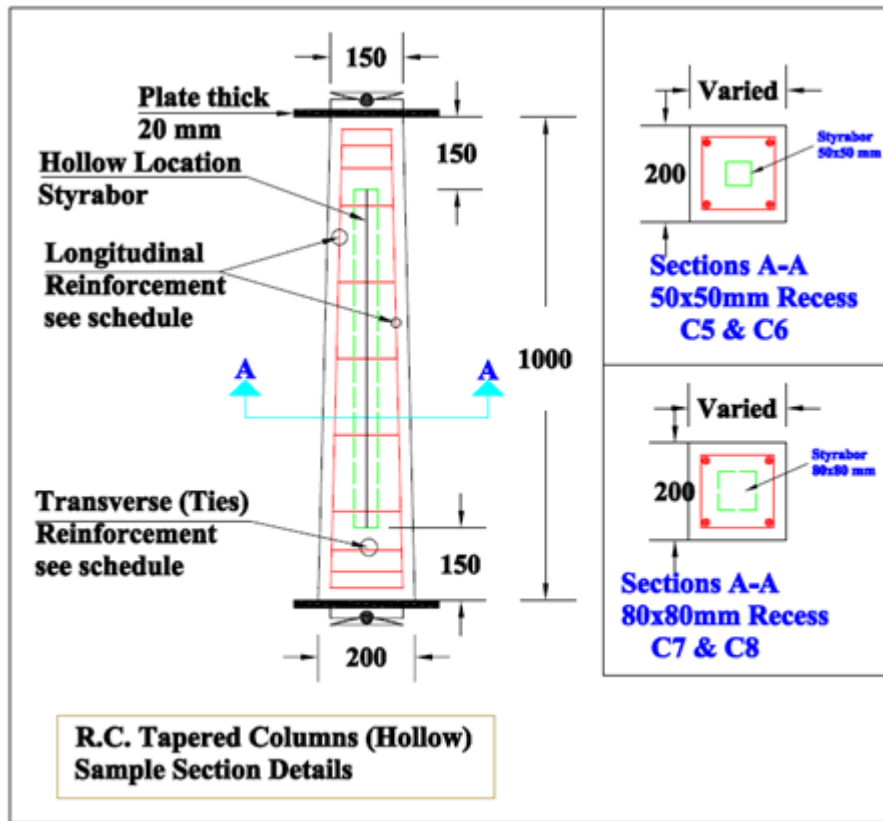 150
Plate thick
20 mm
Hollow Location
Styrabor
150
Longitudinal
Reinforcement
see schedule
A
A
1000
Transverse (Ties)
Reinforcement
see schedule
150
200
R.C. Tapered Columns (Hollow)
Sample Section Details
Varied
Styrabor
50x50 mm
200
Sections A-A
50x50mm Recess
C5 & C6
Varied
Styrabor
80x80 mm
200
Sections A-A
80x80mm Recess
C7 & C8